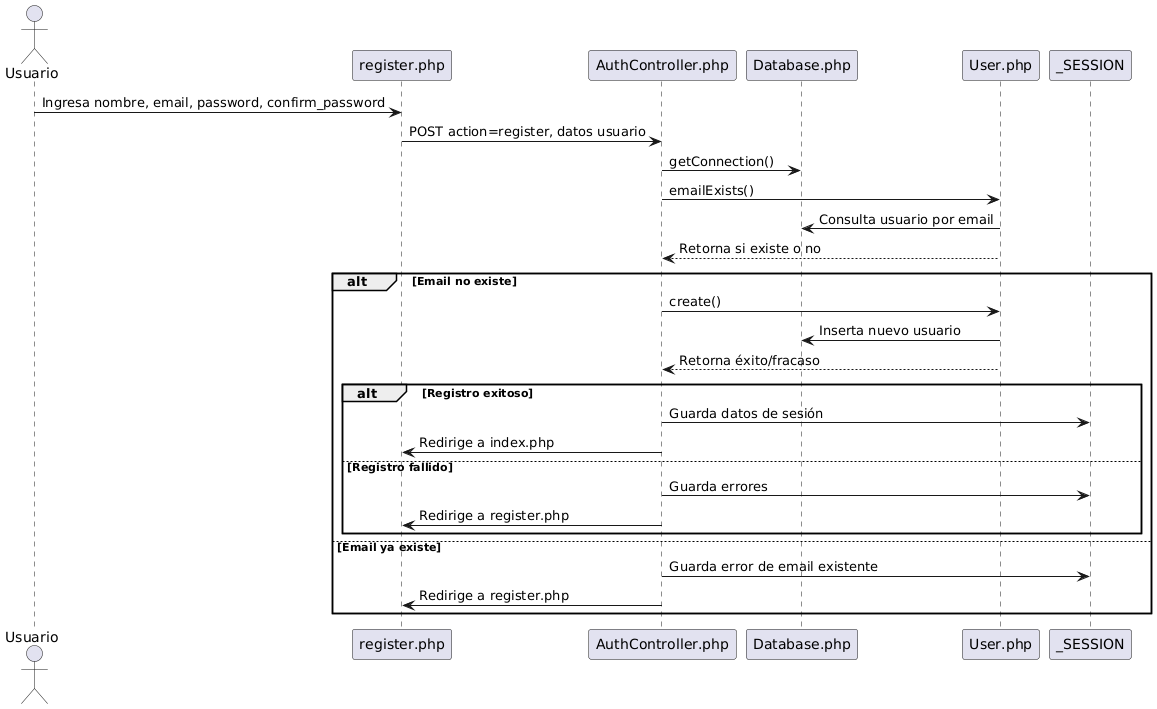 Usuario
register.php
AuthController.php
Database.php
User.php
_SESSION
Ingresa nombre, email, password, confirm_password
POST action=register, datos usuario
getConnection()
emailExists()
Consulta usuario por email
Retorna si existe o no
alt [Email no existe]
create()
Inserta nuevo usuario
Retorna éxito/fracaso
alt [Registro exitoso]
Guarda datos de sesión
Redirige a index.php
[Registro fallido]
Guarda errores
Redirige a register.php
[Email ya existe]
Guarda error de email existente
Redirige a register.php
Usuario
register.php
AuthController.php
Database.php
User.php
_SESSION